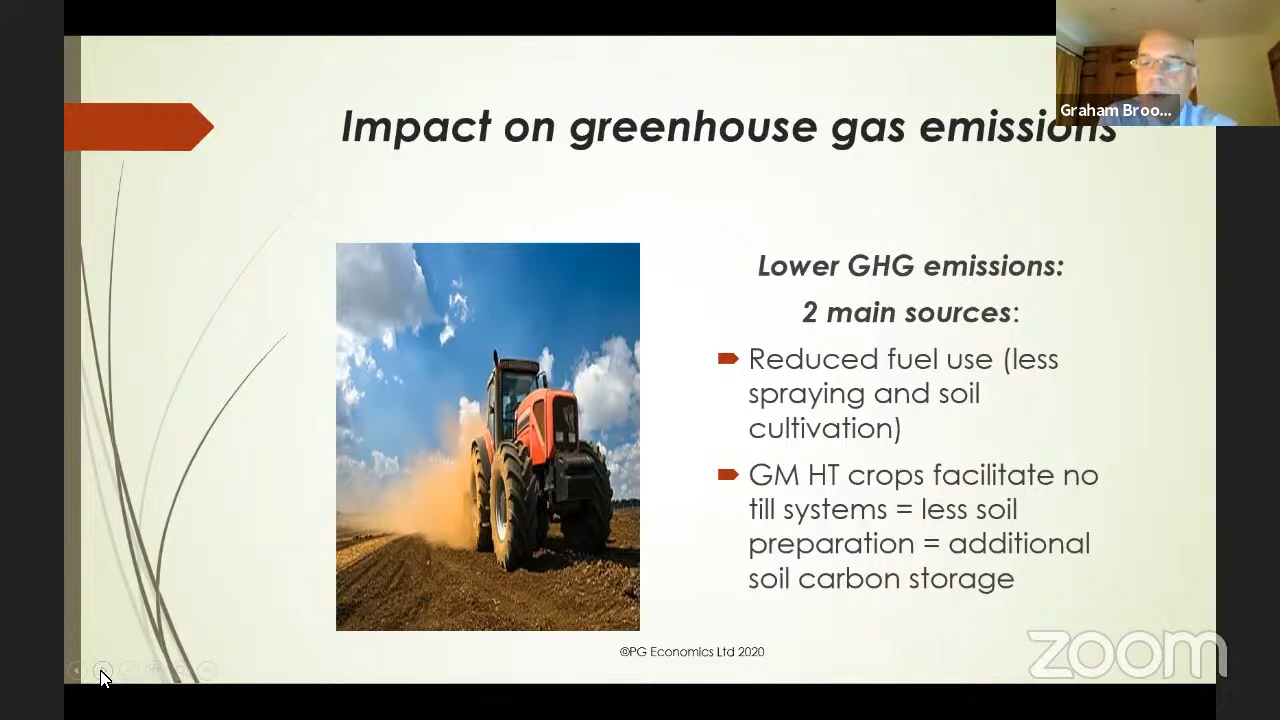 Graham Broo...
Impact on greenhouse gas emissions
Lower GHG emissions:
2 main sources:
Reduced fuel use (less
spraying and soil
cultivation)
GM HT crops facilitate no
till systems = less soil
preparation = additional
soil carbon storage
©PG Economics Ltd 2020
zoom